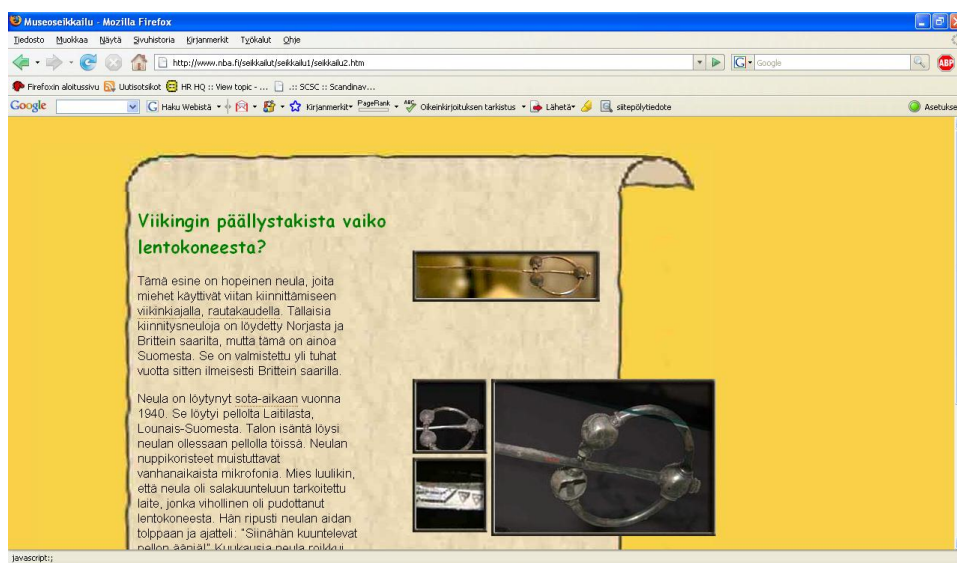 Museoseikkailu - Mozilla Firefox
Tiedosto Muokkaa Näytä Sivuhistoria Kirjanmerkit Työkalut Ohje
http://www.nba.fi/seikkailut/seikkailu1/seikkailu2.htm
Google
ABP
Firefoxin aloitussivu Uutisotsikot HR HQ :: View topic - ... .::: SCSC :: Scandinav...
Google Haku Webistä Kirjanmerkit PageRank Oikeinkirjoituksen tarkistus Lähetä siitepölytiedote Asetukse
Viikingin päällystakista vaiko
lentokoneesta?
Tämä esine on hopeinen neula, joita
miehet käyttivät viitan kiinnittämiseen
viikinkiajalla, rautakaudella. Tällaisia
kiinnitysneuloja on löydetty Norjasta ja
Brittein saarilta, mutta tämä on ainoa
Suomesta. Se on valmistettu yli tuhat
vuotta sitten ilmeisesti Brittein saarilla.
Neula on löytynyt sota-aikaan vuonna
1940. Se löytyi pellolta Laitilasta,
Lounais-Suomesta. Talon isäntä löysi
neulan ollessaan pellolla töissä. Neulan
nuppikoristeet muistuttavat
vanhanaikaista mikrofonia. Mies luulikin,
että neula oli salakuunteluun tarkoitettu
laite, jonka vihollinen oli pudottanut
lentokoneesta. Hän ripusti neulan aidan
tolppaan ja ajatteli: "Siinähän kuuntelevat
pellon ääniä!" Kuukausia neula roikkui
javascript:;